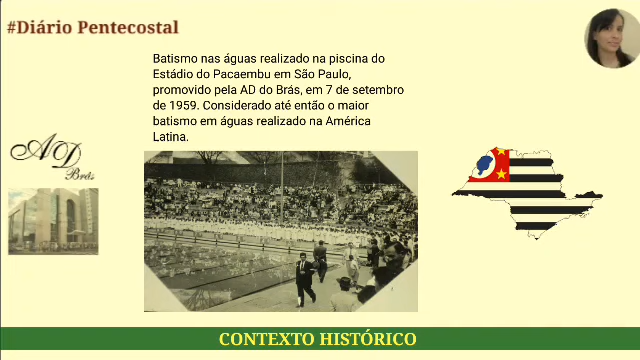 #Diário Pentecostal
Batismo nas águas realizado na piscina do
Estádio do Pacaembu em São Paulo,
promovido pela AD do Brás, em 7 de setembro
de 1959. Considerado até então o maior
batismo em águas realizado na América
Latina.
AD
Brás
CONTEXTO HISTÓRICO